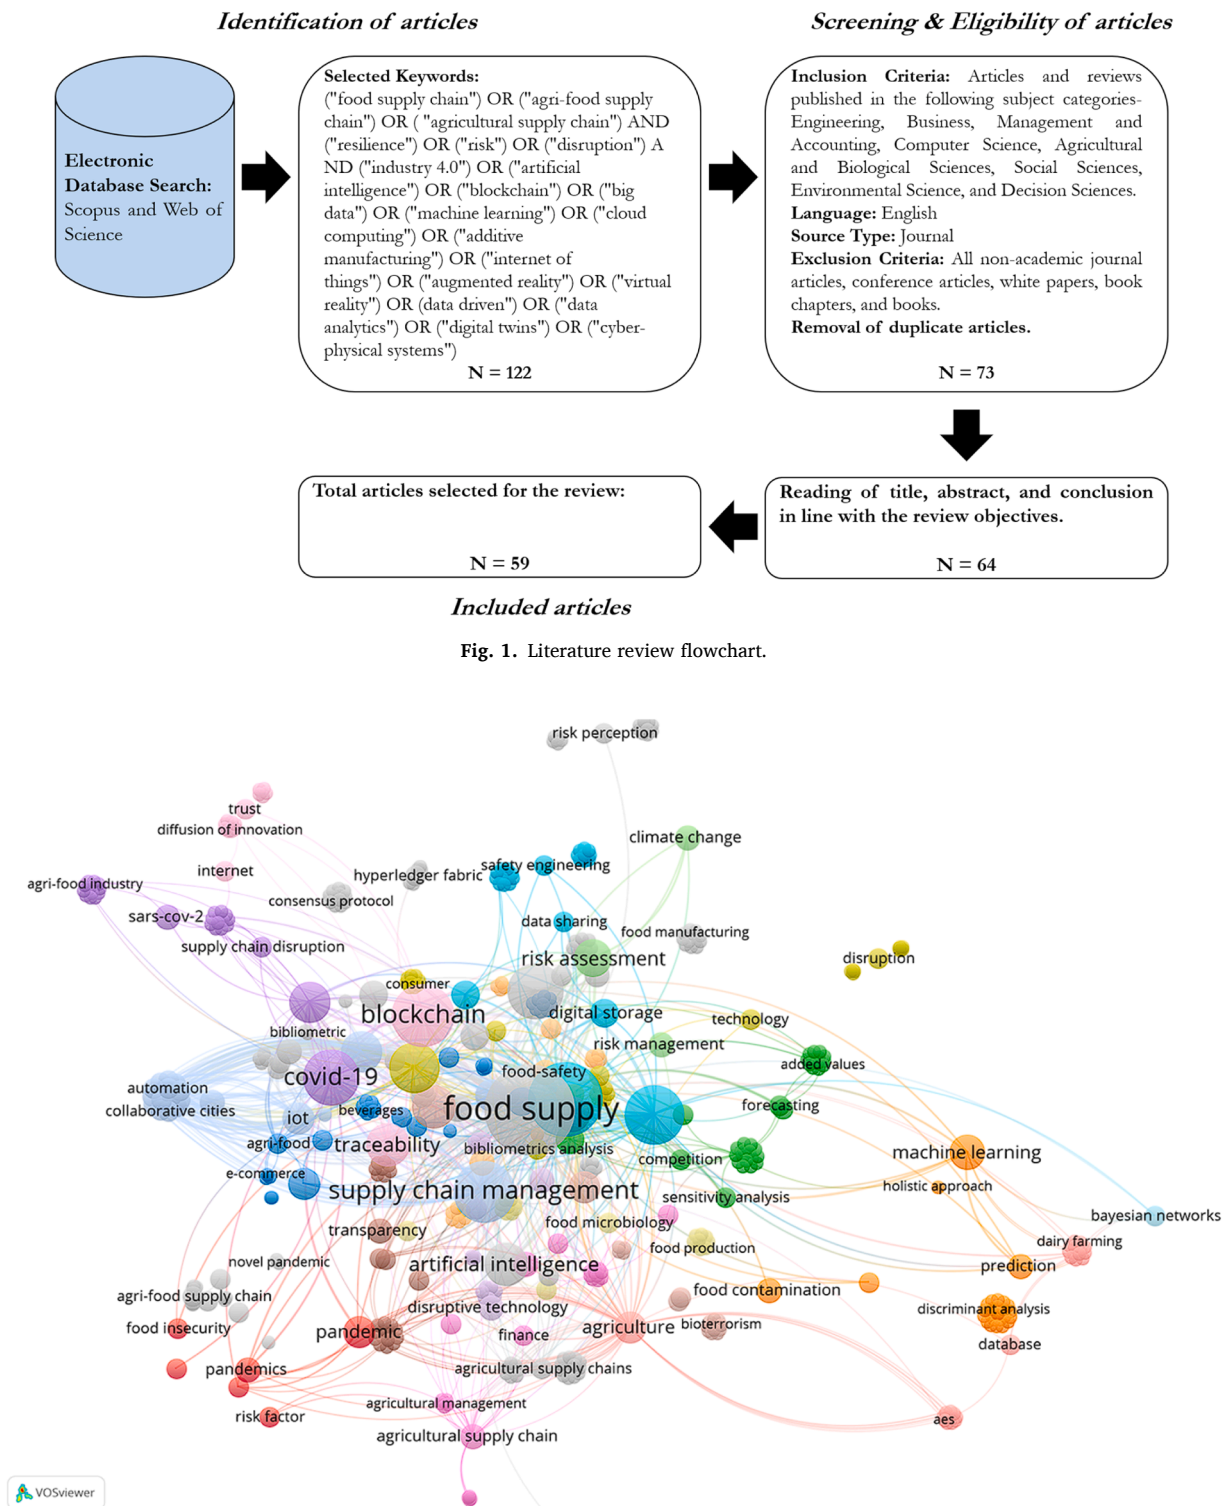 Identification of articles
Screening & Eligibility of articles
Electronic
Database Search:
Scopus and Web of
Science
Selected Keywords:
("food supply chain") OR ("agri-food supply
chain") OR ( "agricultural supply chain") AND
("resilience") OR ("risk") OR ("disruption") A
ND ("industry 4.0") OR ("artificial
intelligence") OR ("blockchain") OR ("big
data") OR ("machine learning") OR ("cloud
computing") OR ("additive
manufacturing") OR ("internet of
things") OR ("augmented reality") OR ("virtual
reality") OR (data driven") OR ("data
analytics") OR ("digital twins") OR ("cyber-
physical systems")
N = 122
Inclusion Criteria: Articles and reviews
published in the following subject categories-
Engineering, Business, Management and
Accounting, Computer Science, Agricultural
and Biological Sciences, Social Sciences,
Environmental Science, and Decision Sciences.
Language: English
Source Type: Journal
Exclusion Criteria: All non-academic journal
articles, conference articles, white papers, book
chapters, and books.
Removal of duplicate articles.
N = 73
Total articles selected for the review:
N = 59
Reading of title, abstract, and conclusion
in line with the review objectives.
N = 64
Included articles
Fig. 1. Literature review flowchart.
risk perception
trust
diffusion of innovation
climate change
internet
hyperledger fabric
safety engineering
agri-food industry
consensus protocol
sars-cov-2
data sharing
food manufacturing
supply chain disruption
risk assessment
disruption
consumer
blockchain
digital storage
technology
bibliometric
risk management
added values
covid-19
food-safety
automation
collaborative cities
iot
beverages
food supply
forecasting
agri-food
traceability
bibliometrics analysis
competition
machine learning
e-commerce
supply chain management
sensitivity analysis
holistic approach
transparency
food microbiology
bayesian networks
food production
dairy farming
novel pandemic
artificial intelligence
prediction
agri-food supply chain
food contamination
disruptive technology
discriminant analysis
food insecurity
pandemic
finance
agriculture
bioterrorism
database
pandemics
agricultural supply chains
agricultural management
risk factor
aes
agricultural supply chain
VOSviewer